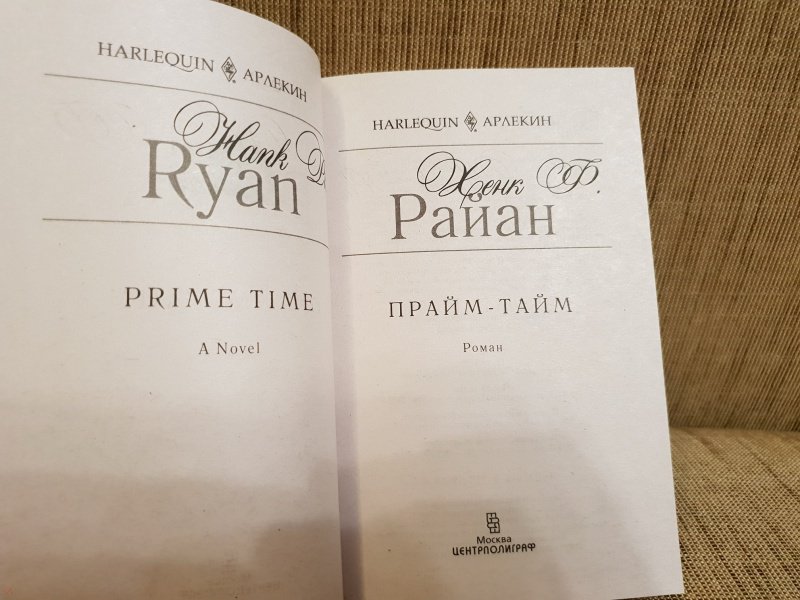 HARLEQUIN АРЛЕКИН
Hank
Ryan
PRIME TIME
A Novel
HARLEQUIN АРЛЕКИН
Хенк Ф.
Райан
ПРАЙМ-ТАЙМ
Роман
Москва
ЦЕНТРПОЛИГРАФ